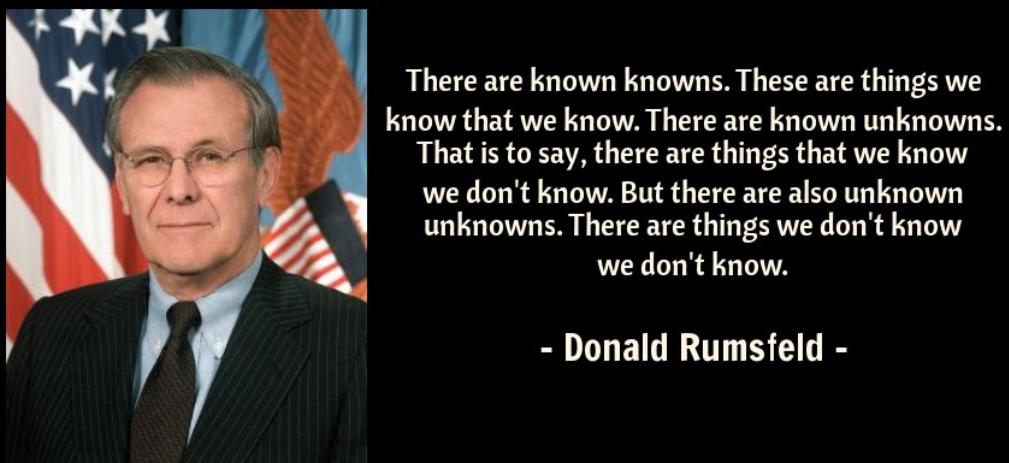 There are known knowns. These are things we
know that we know. There are known unknowns.
That is to say, there are things that we know
we don't know. But there are also unknown
unknowns. There are things we don't know
we don't know.
- Donald Rumsfeld -